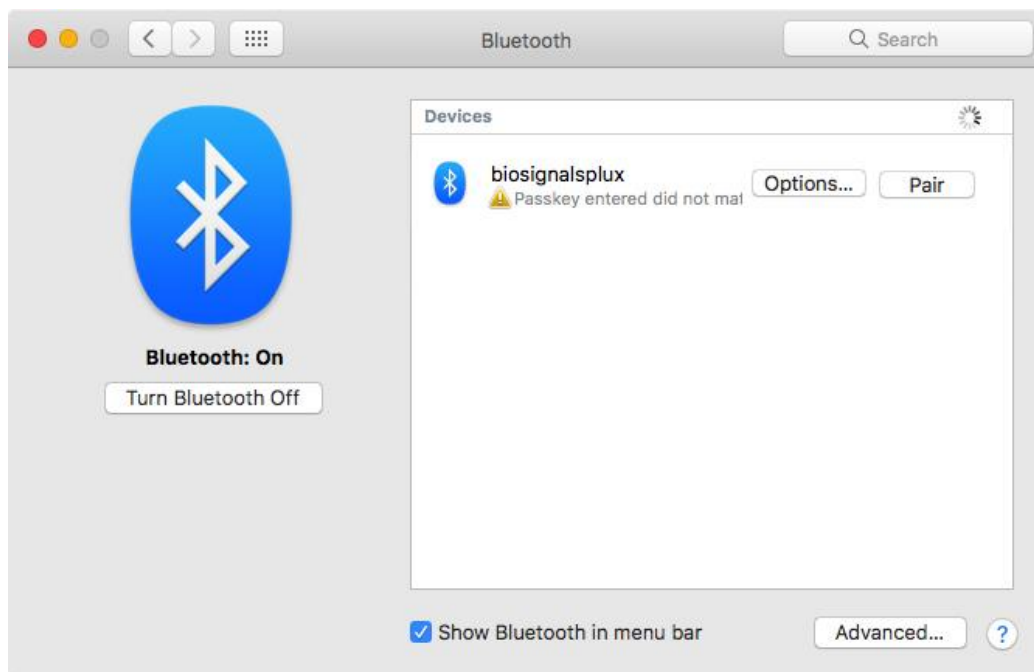 Bluetooth
Search
Bluetooth: On
Turn Bluetooth Off
Devices
biosignalsplux
Options...
Pair
Passkey entered did not
Show Bluetooth in menu bar
Advanced...
?